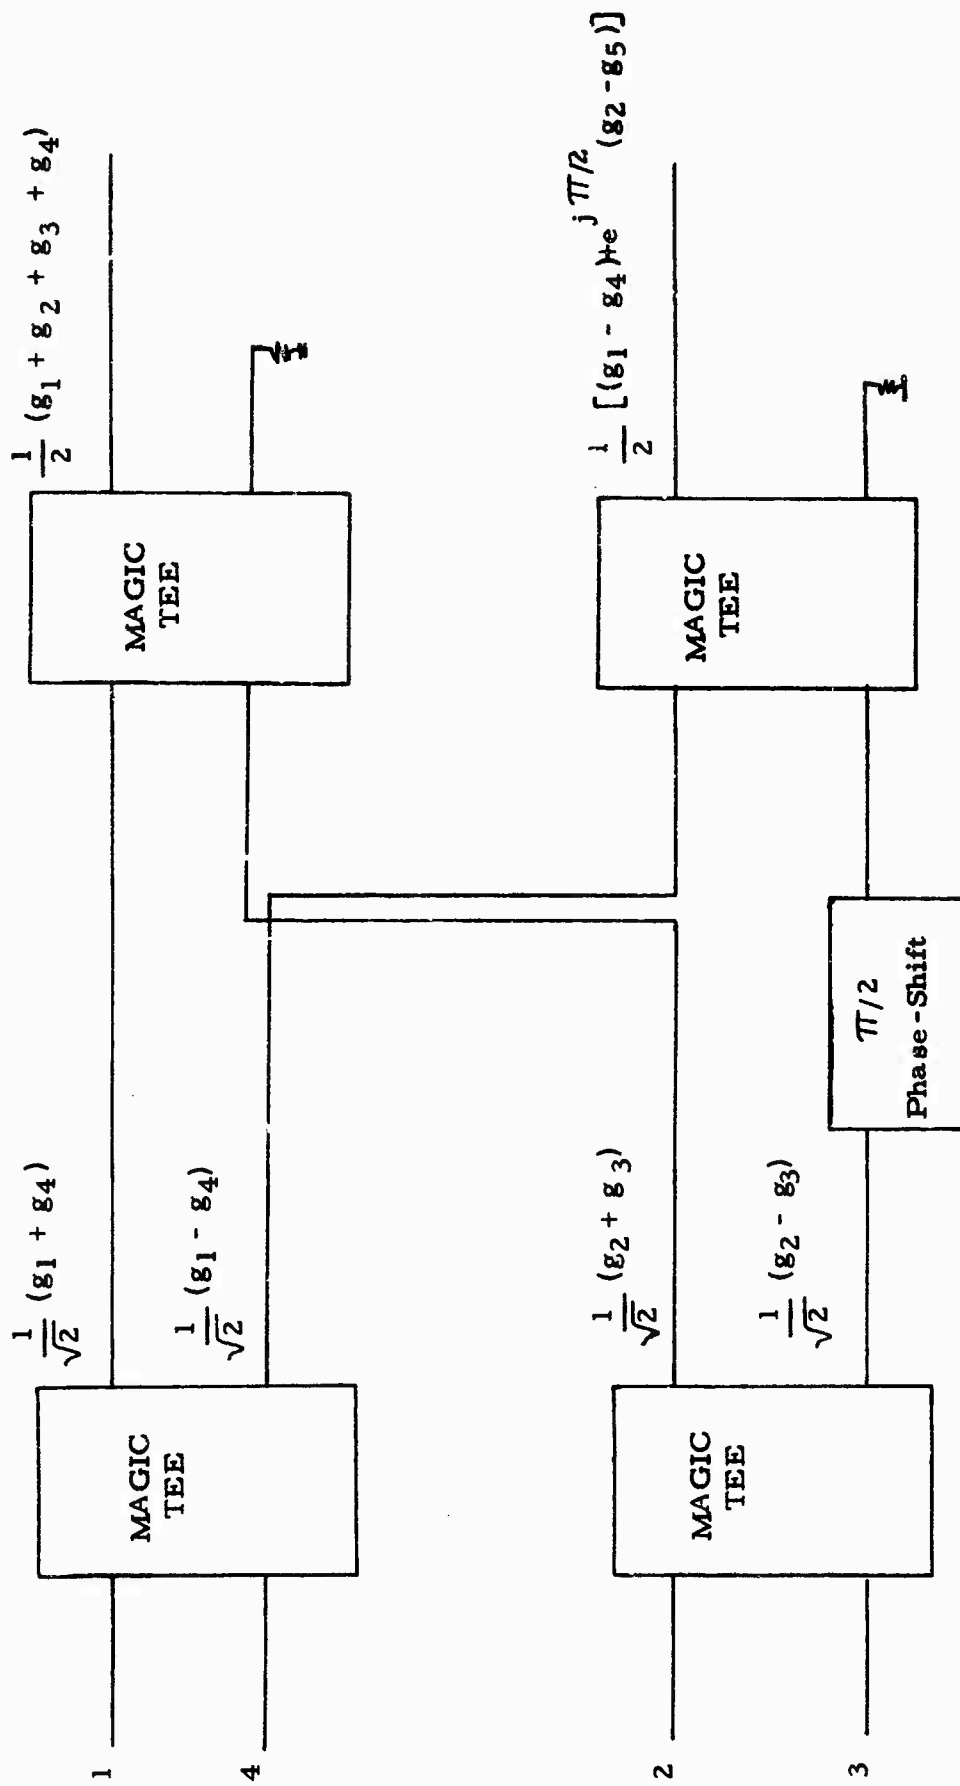 1
4
2
3
MAGIC
TEE
MAGIC
TEE
1/√2 (g1 + g4)
1/√2 (g1 - g4)
1/√2 (g2 + g3)
1/√2 (g2 - g3)
π/2
Phase-Shift
MAGIC
TEE
MAGIC
TEE
1/2 (g1 + g2 + g3 + g4)
1/2 [(g1 - g4)+e^jπ/2 (g2 -g5)]